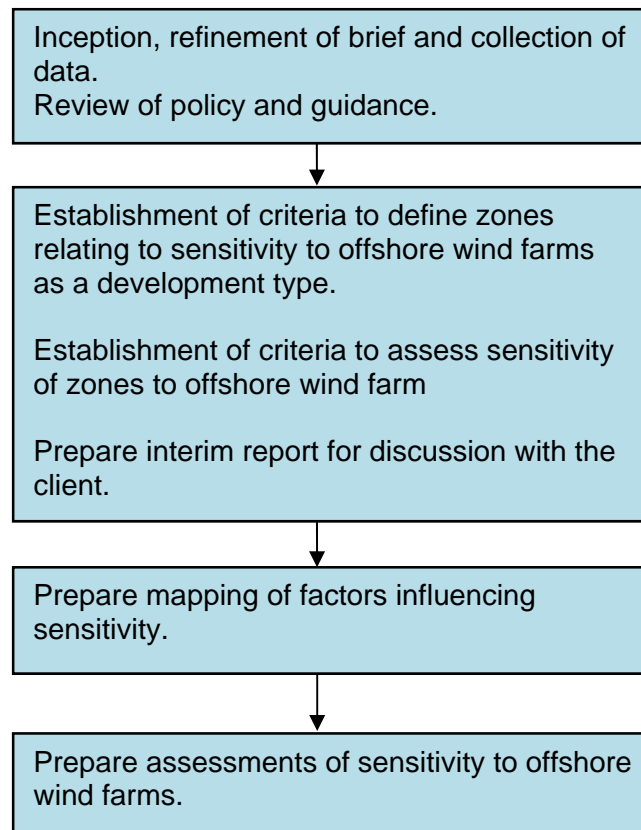 Inception, refinement of brief and collection of
data.
Review of policy and guidance.
Establishment of criteria to define zones
relating to sensitivity to offshore wind farms
as a development type.
Establishment of criteria to assess sensitivity
of zones to offshore wind farm
Prepare interim report for discussion with the
client.
Prepare mapping of factors influencing
sensitivity.
Prepare assessments of sensitivity to offshore
wind farms.